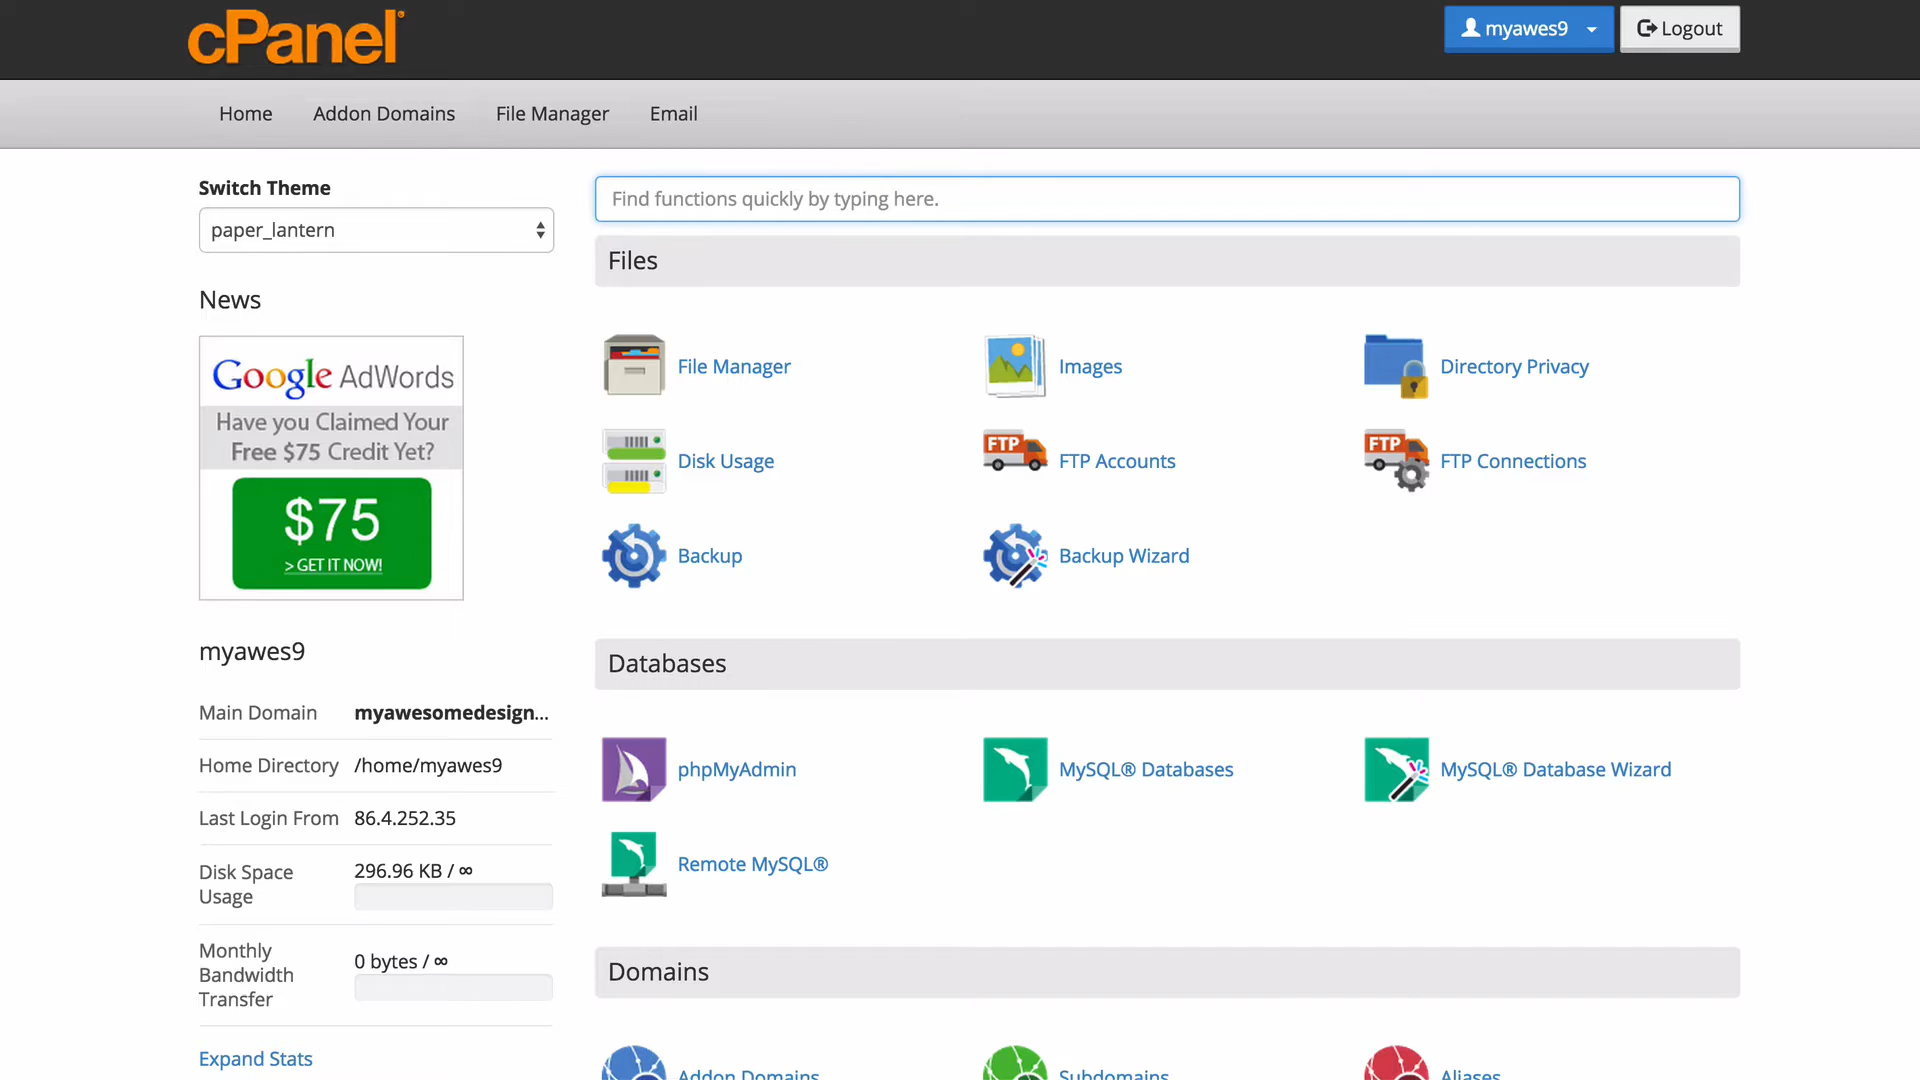 cPanel
myawes9
Logout
Home
Addon Domains
File Manager
Email
Switch Theme
paper_lantern
News
Google AdWords
Have you Claimed Your
Free $75 Credit Yet?
$75
> GET IT NOW!
myawes9
Main Domain myawesomedesign...
Home Directory /home/myawes9
Last Login From 86.4.252.35
Disk Space
Usage
296.96 KB / ∞
Monthly
Bandwidth
Transfer
0 bytes / ∞
Expand Stats
Find functions quickly by typing here.
Files
File Manager
Images
Directory Privacy
Disk Usage
FTP
FTP Accounts
FTP
FTP Connections
Backup
Backup Wizard
Databases
phpMyAdmin
MySQL® Databases
MySQL® Database Wizard
Remote MySQL®
Domains
Addon Domains
Subdomains
Aliases